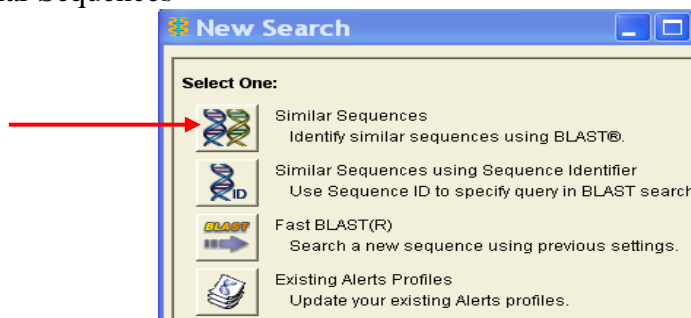 New Search
Select One:
Similar Sequences
Identify similar sequences using BLAST®.
Similar Sequences using Sequence Identifier
ID
Use Sequence ID to specify query in BLAST search
BLAST
Fast BLAST(R)
Search a new sequence using previous settings.
Existing Alerts Profiles
Update your existing Alerts profiles.